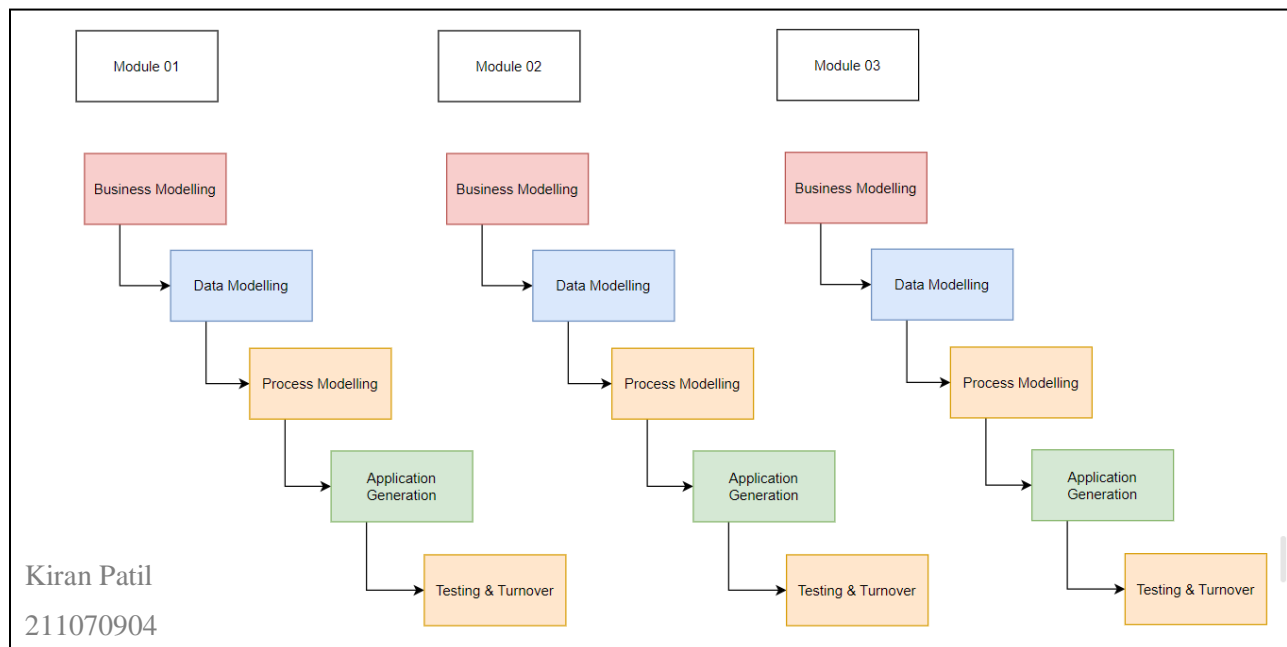 Module 01
Module 02
Module 03
Business Modelling
Business Modelling
Business Modelling
Data Modelling
Data Modelling
Data Modelling
Process Modelling
Process Modelling
Process Modelling
Application
Generation
Application
Generation
Application
Generation
Testing & Turnover
Testing & Turnover
Testing & Turnover
Kiran Patil
211070904